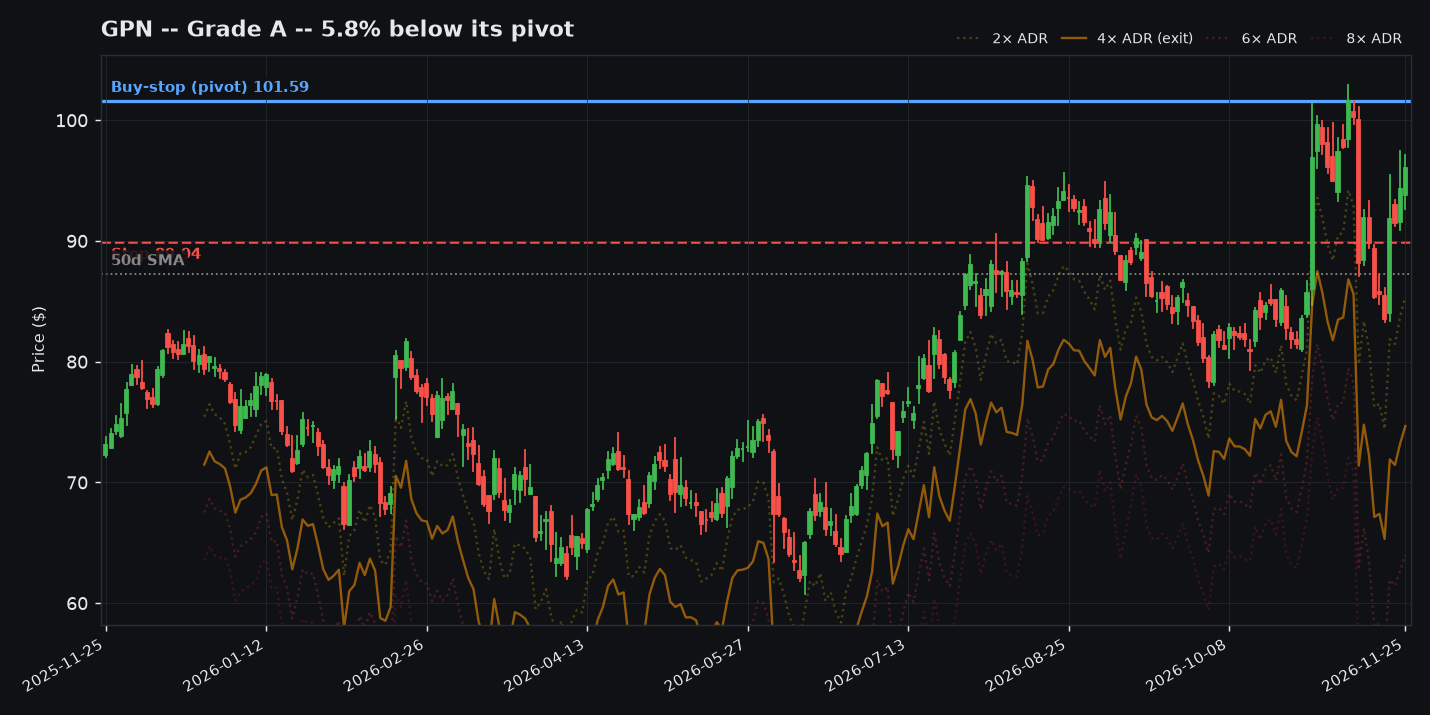 GPN -- Grade A -- 5.8% below its pivot
2× ADR
4× ADR (exit)
6× ADR
8× ADR
Buy-stop (pivot) 101.59
50d SMA
Price ($)
100
90
80
70
60
2025-11-25
2026-01-12
2026-02-26
2026-04-13
2026-05-27
2026-07-13
2026-08-25
2026-10-08
2026-11-25